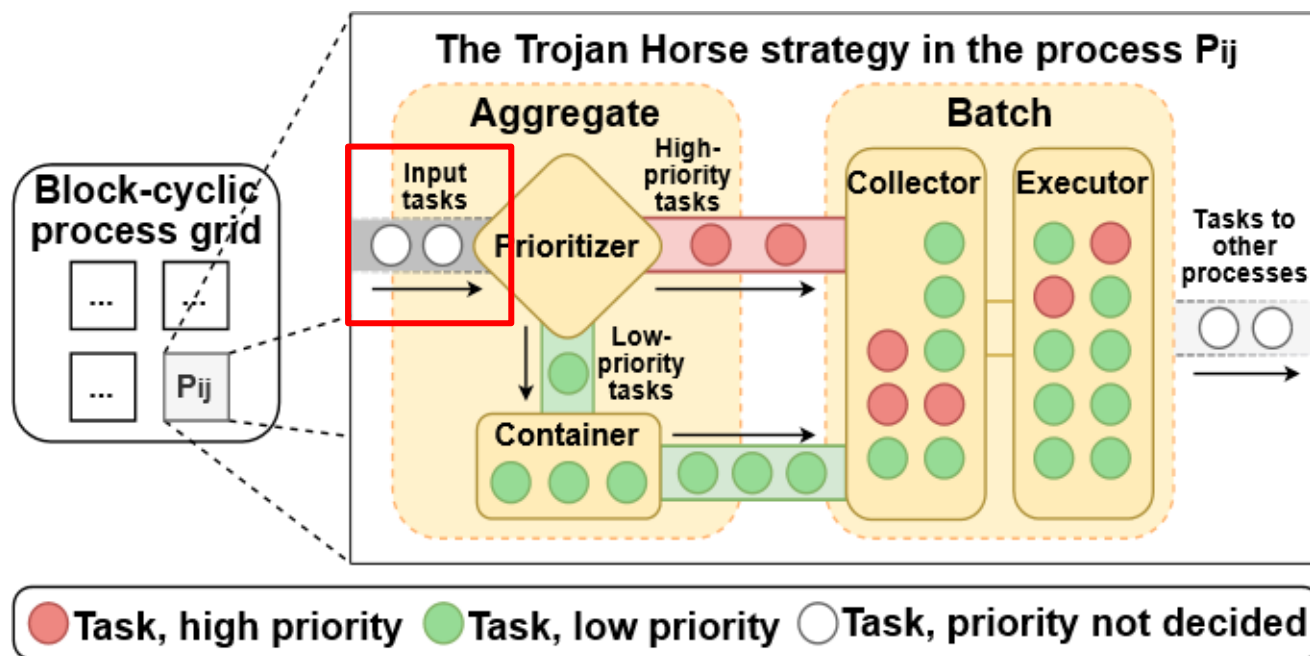 The Trojan Horse strategy in the process Pij
Block-cyclic
process grid
...
...
...
Pij
Aggregate
Input
tasks
Prioritizer
High-
priority
tasks
Low-
priority
tasks
Container
Batch
Collector
Executor
Tasks to
other
processes
Task, high priority
Task, low priority
Task, priority not decided